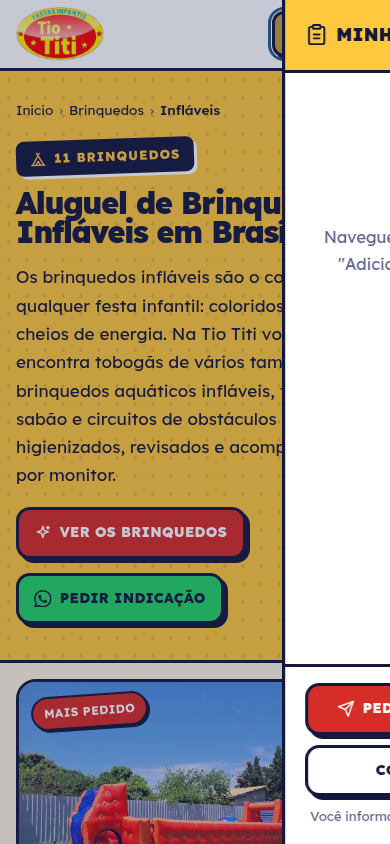 FESTAS INFANTIS
Tio
Titi
MINH
Início › Brinquedos › Infláveis
11 BRINQUEDOS
Aluguel de Brinqu
Infláveis em Brasí
Os brinquedos infláveis são o co
qualquer festa infantil: coloridos
cheios de energia. Na Tio Titi vo
encontra tobogãs de vários tam
brinquedos aquáticos infláveis,
sabão e circuitos de obstáculos
higienizados, revisados e acomp
por monitor.
VER OS BRINQUEDOS
PEDIR INDICAÇÃO
MAIS PEDIDO
Navegue
"Adicio
PED
CO
Você informa